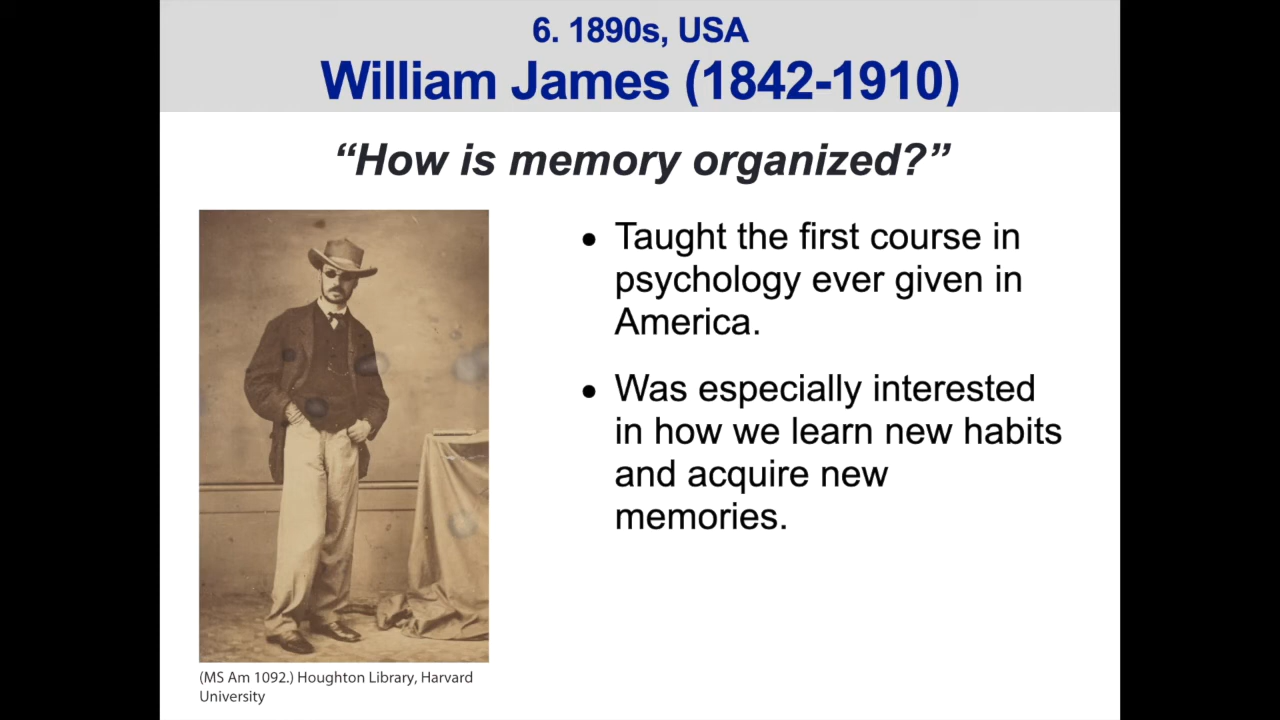 6. 1890s, USA
William James (1842-1910)
“How is memory organized?”
• Taught the first course in
psychology ever given in
America.
• Was especially interested
in how we learn new habits
and acquire new
memories.
(MS Am 1092.) Houghton Library, Harvard
University